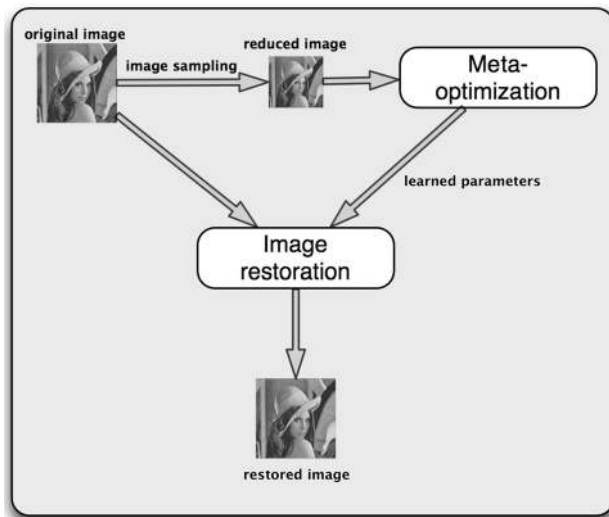 original image
image sampling
reduced image
Meta-
optimization
learned parameters
Image
restoration
restored image